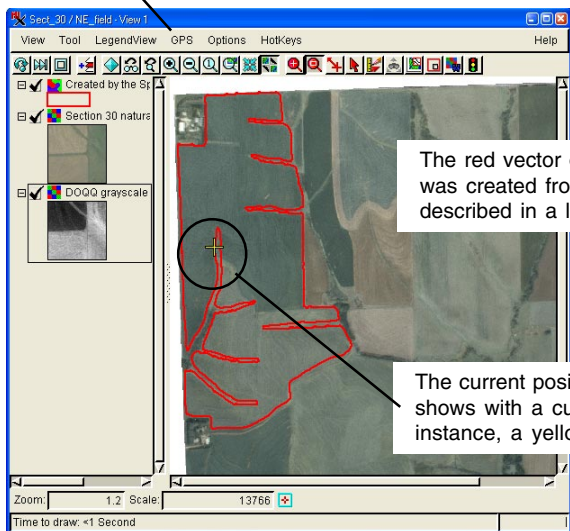 Sect_30 / NE_field - View 1
View Tool LegendView GPS Options HotKeys Help
Created by the Sp
Section 30 natura
DOQQ grayscale
The red vector
was created fro
described in a l
The current posi
shows with a cu
instance, a yello
Zoom: 1.2 Scale: 13766
Time to draw: <1 Second